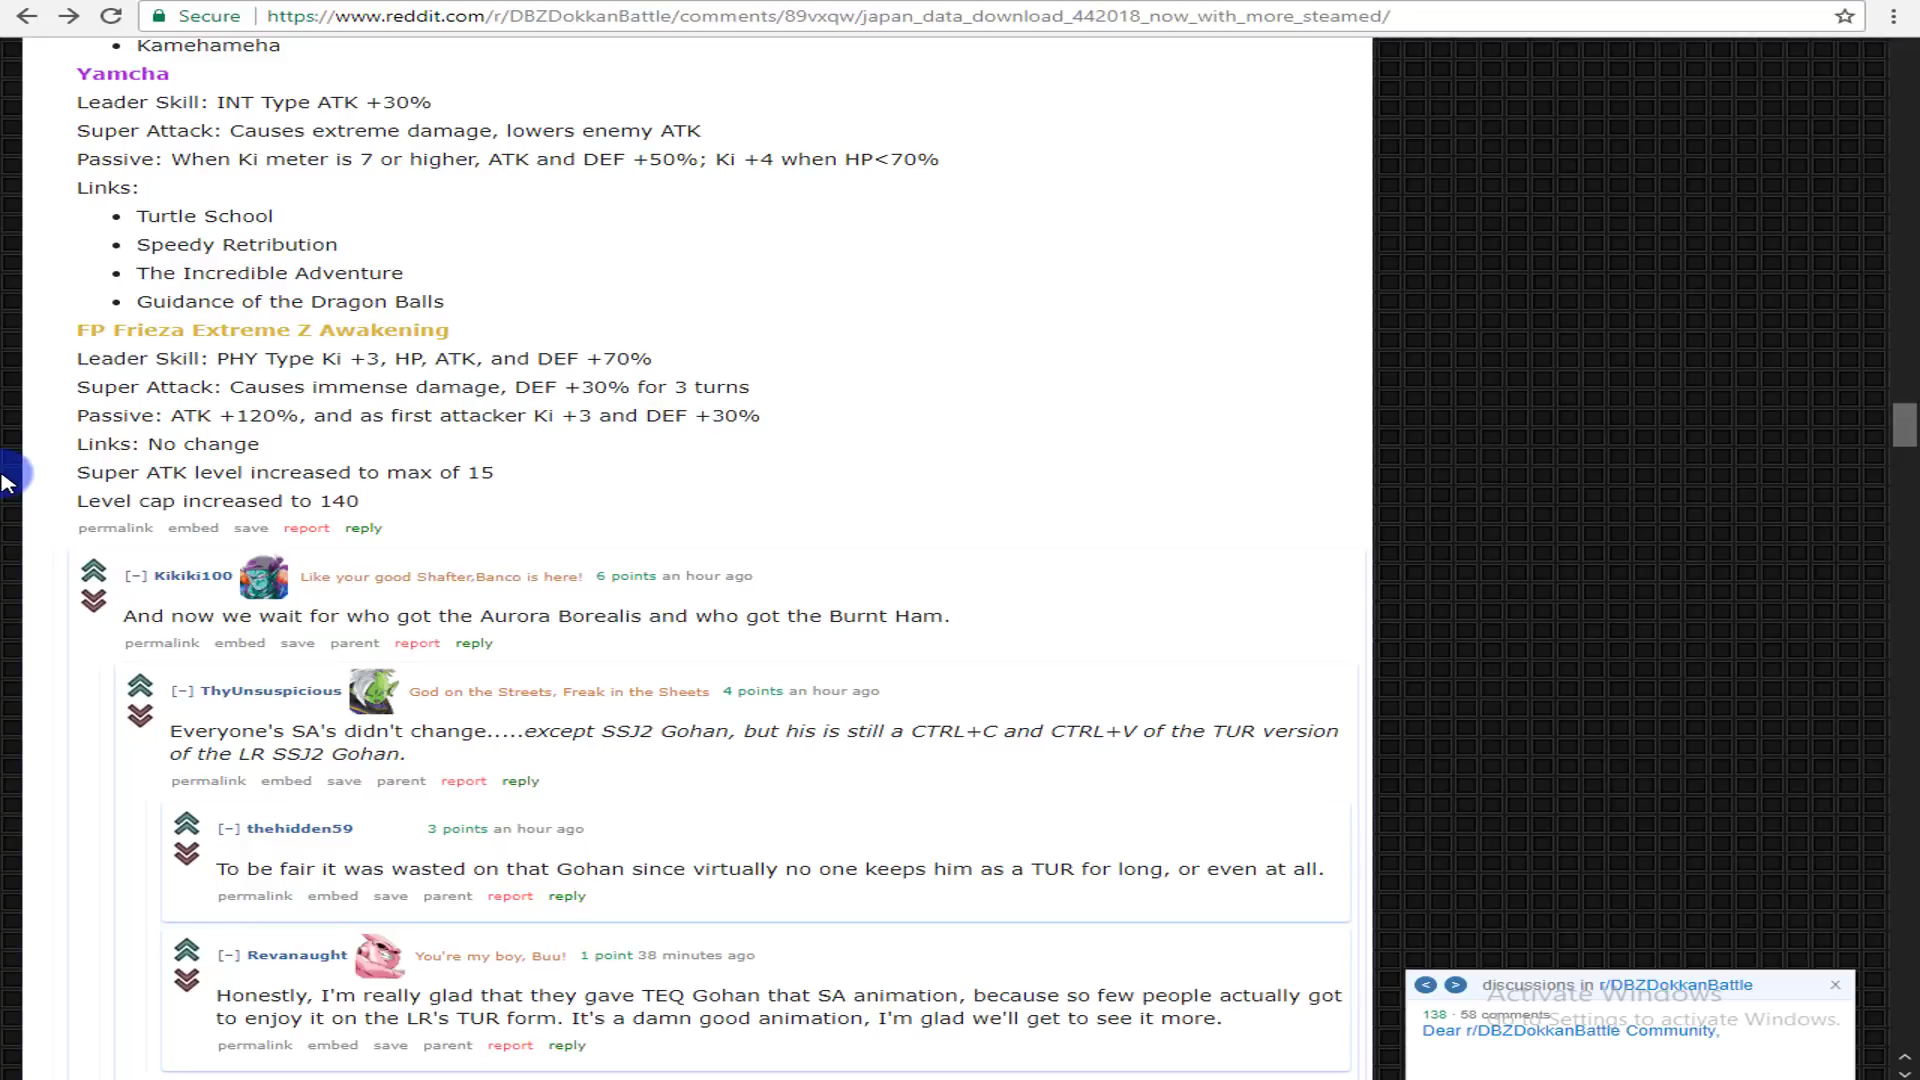 Secure
https://www.reddit.com/r/DBZDokkanBattle/comments/89vxqw/japan_data_download_442018_now_with_more_steamed/
Kamehameha
Yamcha
Leader Skill: INT Type ATK +30%
Super Attack: Causes extreme damage, lowers enemy ATK
Passive: When Ki meter is 7 or higher, ATK and DEF +50%; Ki +4 when HP<70%
Links:
Turtle School
Speedy Retribution
The Incredible Adventure
Guidance of the Dragon Balls
FP Frieza Extreme Z Awakening
Leader Skill: PHY Type Ki +3, HP, ATK, and DEF +70%
Super Attack: Causes immense damage, DEF +30% for 3 turns
Passive: ATK +120%, and as first attacker Ki +3 and DEF +30%
Links: No change
Super ATK level increased to max of 15
Level cap increased to 140
permalink embed save report reply
[–] Kikiki100 Like your good Shafter,Banco is here! 6 points an hour ago
And now we wait for who got the Aurora Borealis and who got the Burnt Ham.
permalink embed save parent report reply
[–] ThyUnsuspicious God on the Streets, Freak in the Sheets 4 points an hour ago
Everyone's SA's didn't change.....except SSJ2 Gohan, but his is still a CTRL+C and CTRL+V of the TUR version
of the LR SSJ2 Gohan.
permalink embed save parent report reply
[–] thehidden59 3 points an hour ago
To be fair it was wasted on that Gohan since virtually no one keeps him as a TUR for long, or even at all.
permalink embed save parent report reply
[–] Revanaught You're my boy, Buu! 1 point 38 minutes ago
Honestly, I'm really glad that they gave TEQ Gohan that SA animation, because so few people actually got
to enjoy it on the LR's TUR form. It's a damn good animation, I'm glad we'll get to see it more.
permalink embed save parent report reply
< > discussions in r/DBZDokkanBattle ×
Activate Windows
138 · 58 comments
Go to Settings to activate Windows.
Dear r/DBZDokkanBattle Community,